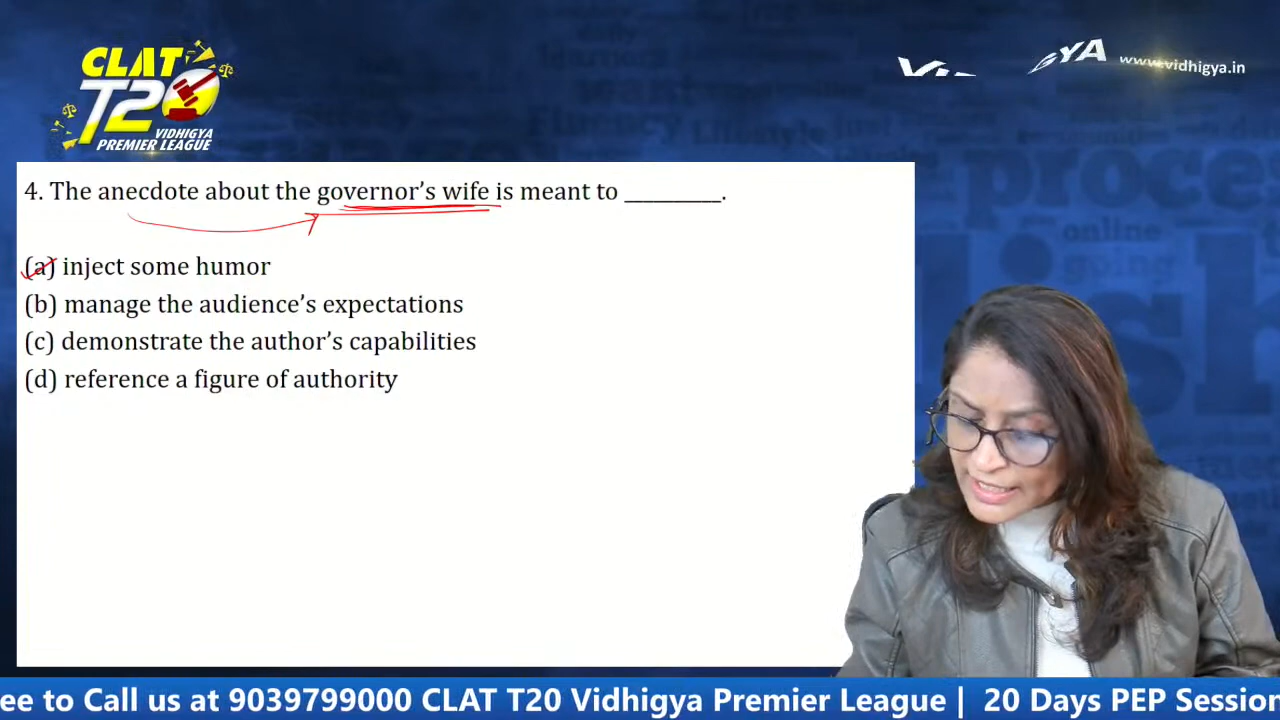 CLAT
T20
VIDHIGYA
PREMIER LEAGUE
www.vidhigya.in
4. The anecdote about the governor's wife is meant to _________.
(a) inject some humor
(b) manage the audience's expectations
(c) demonstrate the author's capabilities
(d) reference a figure of authority
ee to Call us at 9039799000 CLAT T20 Vidhigya Premier League | 20 Days PEP Session